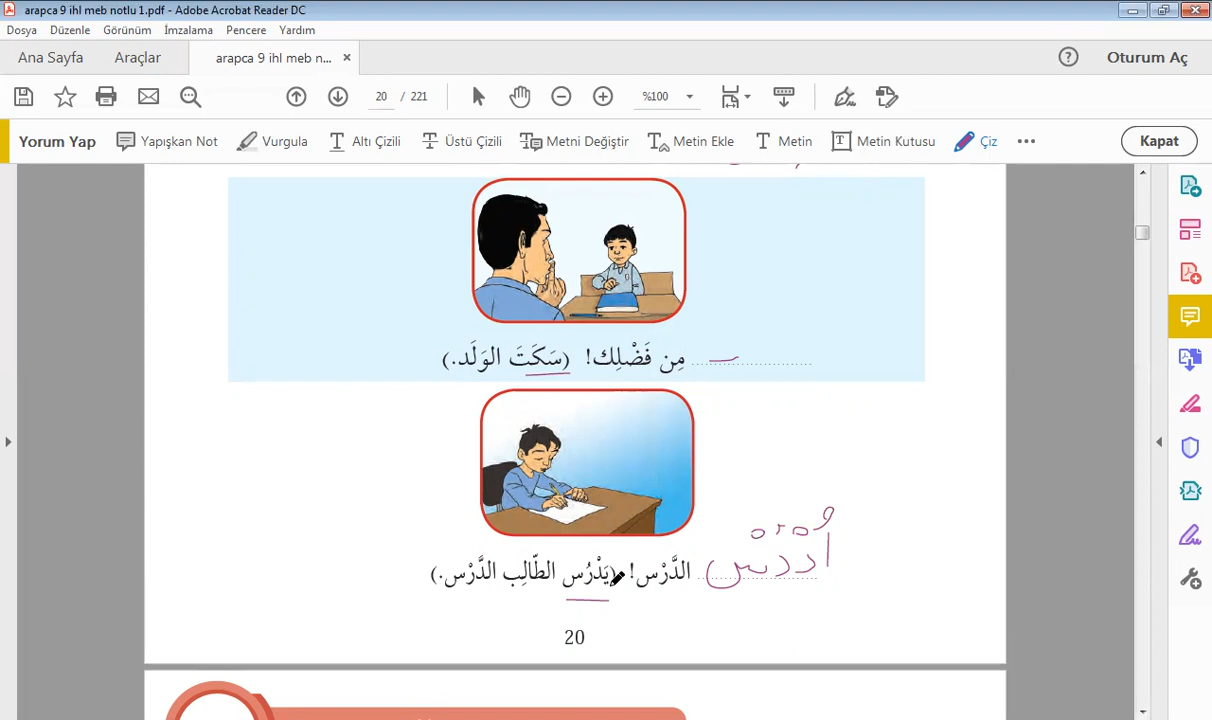 arapca 9 ihl meb notlu 1.pdf - Adobe Acrobat Reader DC
Dosya Düzenle Görünüm İmzalama Pencere Yardım
Ana Sayfa Araçlar arapca 9 ihl meb n... × Oturum Aç
20 / 221 %100
Yorum Yap Yapışkan Not Vurgula Altı Çizili Üstü Çizili Metni Değiştir Metin Ekle Metin Metin Kutusu Çiz Kapat
.................. مِن فَضْلِك! (سَكَتَ الوَلَد.)
أُدْرُسْ الدَّرْس! (يَدْرُس الطّالِب الدَّرْس.)
20